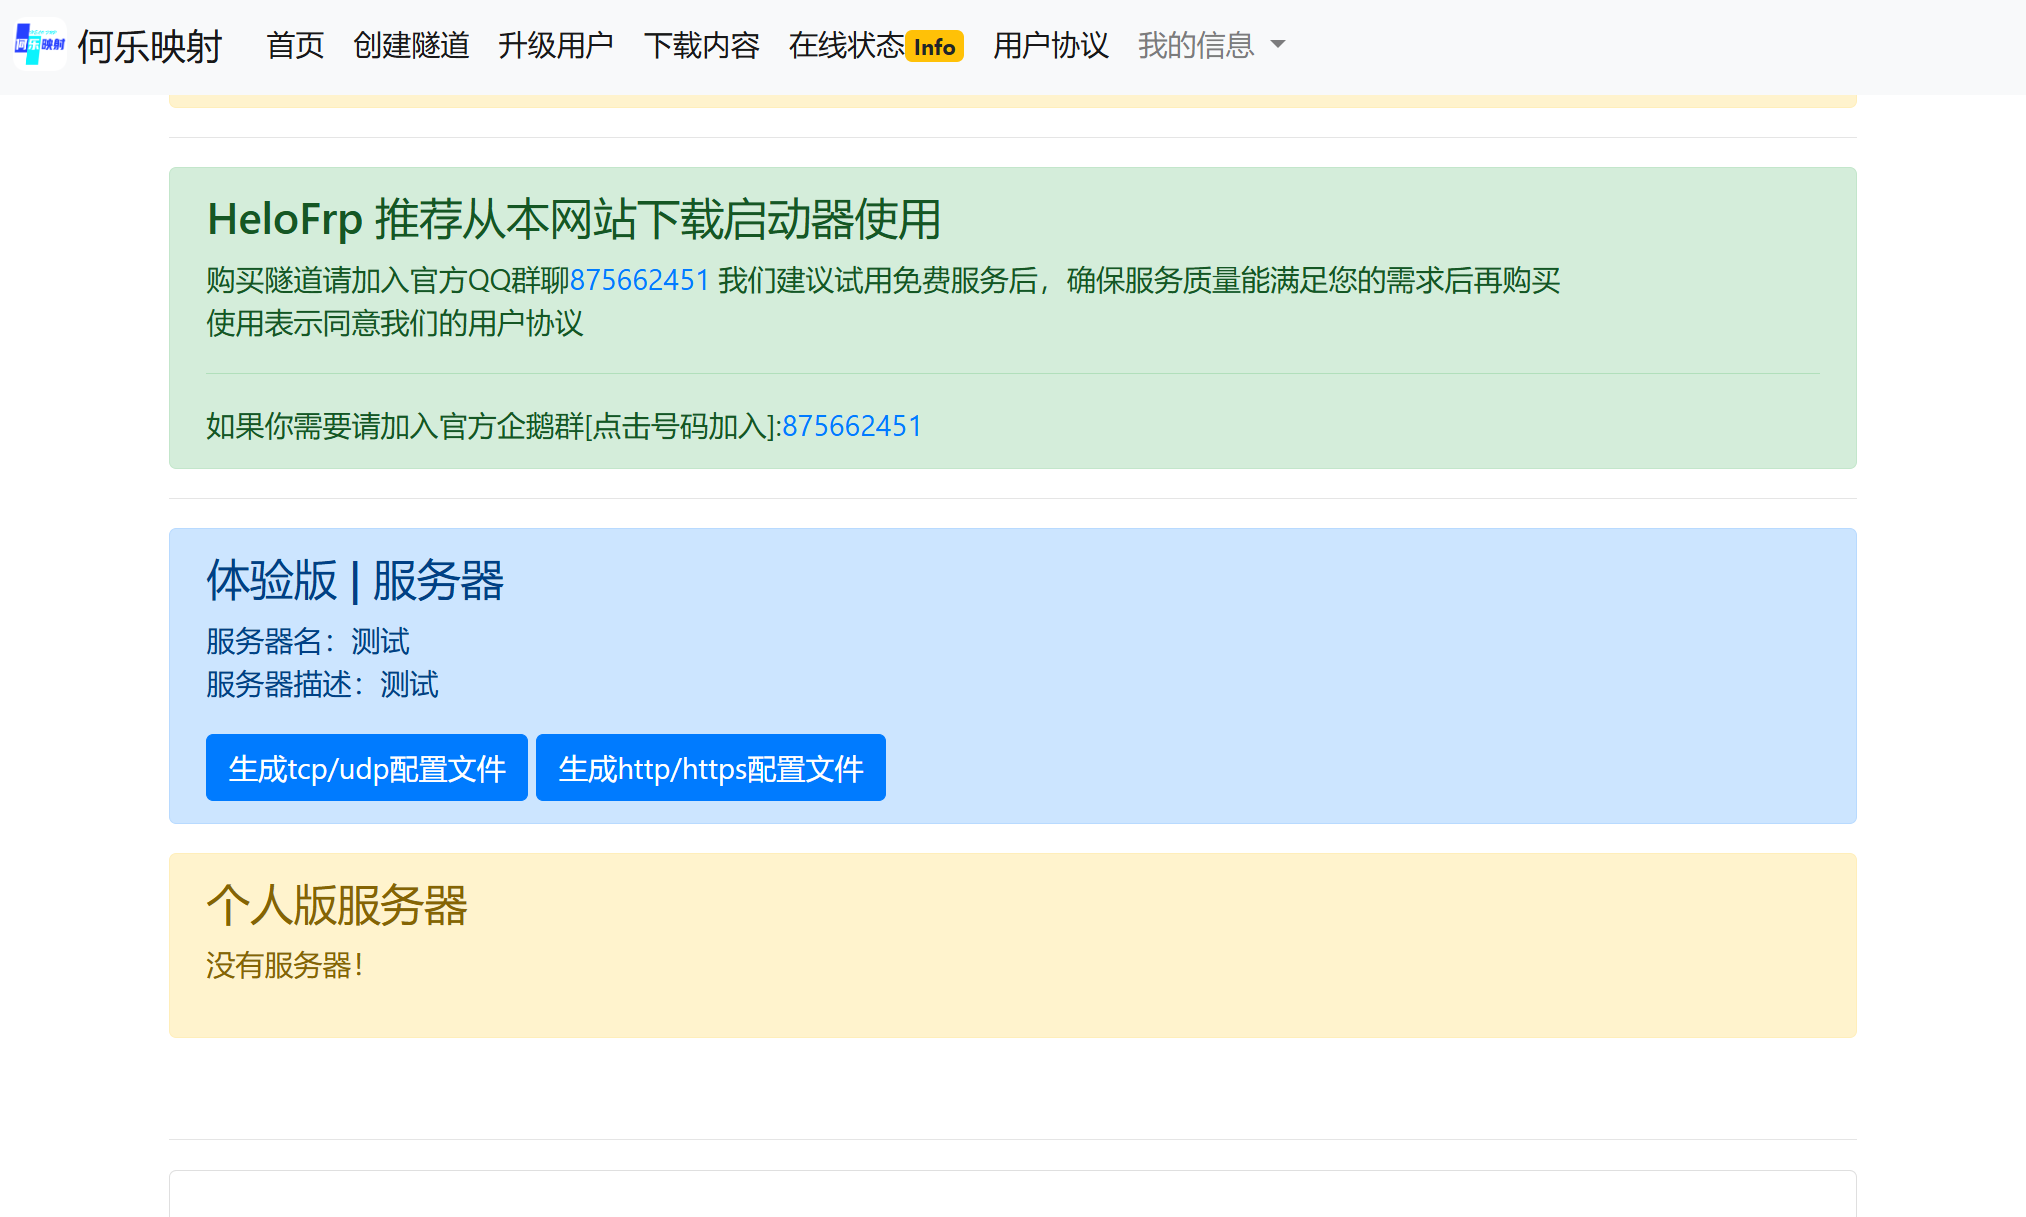 何乐映射
何乐映射 首页 创建隧道 升级用户 下载内容 在线状态Info 用户协议 我的信息
HeloFrp 推荐从本网站下载启动器使用
购买隧道请加入官方QQ群聊875662451 我们建议试用免费服务后，确保服务质量能满足您的需求后再购买
使用表示同意我们的用户协议
如果你需要请加入官方企鹅群[点击号码加入]:875662451
体验版 | 服务器
服务器名：测试
服务器描述：测试
生成tcp/udp配置文件 生成http/https配置文件
个人版服务器
没有服务器！